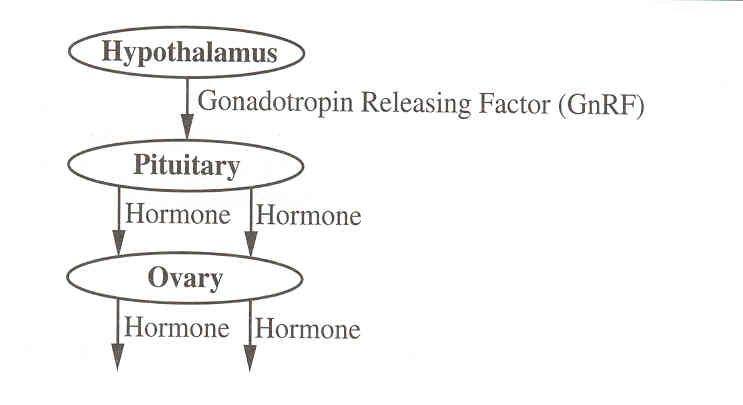 Hypothalamus
Gonadotropin Releasing Factor (GnRF)
Pituitary
Hormone Hormone
Ovary
Hormone Hormone